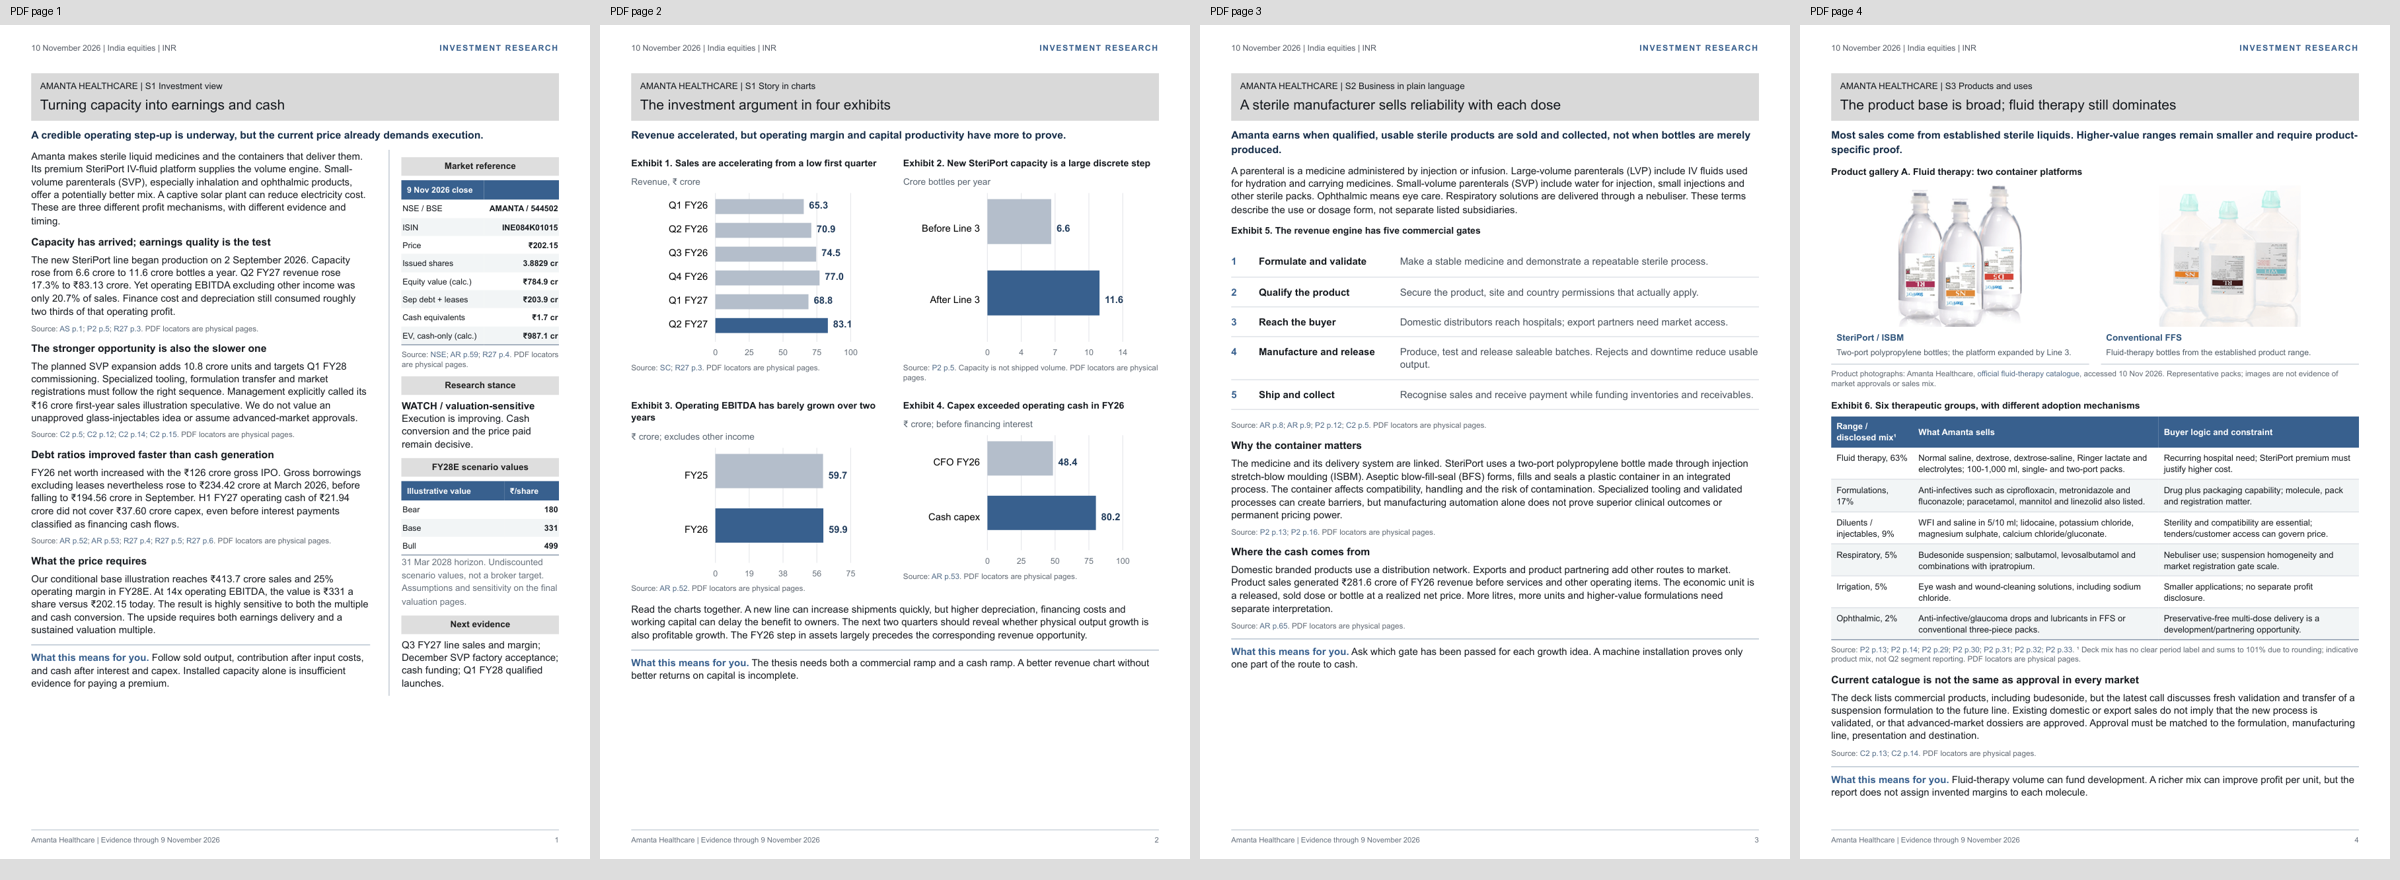 PDF page 1
10 November 2026 | India equities | INR
INVESTMENT RESEARCH
AMANTA HEALTHCARE | S1 Investment view
Turning capacity into earnings and cash
A credible operating step-up is underway, but the current price already demands execution.
Amanta makes sterile liquid medicines and the containers that deliver them.
Its premium SteriPort IV-fluid platform supplies the volume engine. Small-
volume parenterals (SVP), especially inhalation and ophthalmic products,
offer a potentially better mix. A captive solar plant can reduce electricity cost.
These are three different profit mechanisms, with different evidence and
timing.
Capacity has arrived; earnings quality is the test
The new SteriPort line began production on 2 September 2026. Capacity
rose from 6.6 crore to 11.6 crore bottles a year. Q2 FY27 revenue rose
17.3% to ₹83.13 crore. Yet operating EBITDA excluding other income was
only 20.7% of sales. Finance cost and depreciation still consumed roughly
two thirds of that operating profit.
Source: AS p.1; P2 p.5; R27 p.3. PDF locators are physical pages.
The stronger opportunity is also the slower one
The planned SVP expansion adds 10.8 crore units and targets Q1 FY28
commissioning. Specialized tooling, formulation transfer and market
registrations must follow the right sequence. Management explicitly called its
₹16 crore first-year sales illustration speculative. We do not value an
unapproved glass-injectables idea or assume advanced-market approvals.
Source: C2 p.5; C2 p.12; C2 p.14; C2 p.15. PDF locators are physical pages.
Debt ratios improved faster than cash generation
FY26 net worth increased with the ₹126 crore gross IPO. Gross borrowings
excluding leases nevertheless rose to ₹234.42 crore at March 2026, before
falling to ₹194.56 crore in September. H1 FY27 operating cash of ₹21.94
crore did not cover ₹37.60 crore capex, even before interest payments
classified as financing cash flows.
Source: AR p.52; AR p.53; R27 p.4; R27 p.5; R27 p.6. PDF locators are physical pages.
What the price requires
Our conditional base illustration reaches ₹413.7 crore sales and 25%
operating margin in FY28E. At 14x operating EBITDA, the value is ₹331 a
share versus ₹202.15 today. The result is highly sensitive to both the multiple
and cash conversion. The upside requires both earnings delivery and a
sustained valuation multiple.
What this means for you. Follow sold output, contribution after input costs,
and cash after interest and capex. Installed capacity alone is insufficient
evidence for paying a premium.
Market reference
9 Nov 2026 close
NSE / BSE AMANTA / 544502
ISIN INE084K01015
Price ₹202.15
Issued shares 3.8829 cr
Equity value (calc.) ₹784.9 cr
Sep debt + leases ₹203.9 cr
Cash equivalents ₹1.7 cr
EV, cash-only (calc.) ₹987.1 cr
Source: NSE; AR p.59; R27 p.4. PDF locators
are physical pages.
Research stance
WATCH / valuation-sensitive
Execution is improving. Cash
conversion and the price paid
remain decisive.
FY28E scenario values
Illustrative value ₹/share
Bear 180
Base 331
Bull 499
31 Mar 2028 horizon. Undiscounted
scenario values, not a broker target.
Assumptions and sensitivity on the final
valuation pages.
Next evidence
Q3 FY27 line sales and margin;
December SVP factory acceptance;
cash funding; Q1 FY28 qualified
launches.
Amanta Healthcare | Evidence through 9 November 2026
1
PDF page 2
10 November 2026 | India equities | INR
INVESTMENT RESEARCH
AMANTA HEALTHCARE | S1 Story in charts
The investment argument in four exhibits
Revenue accelerated, but operating margin and capital productivity have more to prove.
Exhibit 1. Sales are accelerating from a low first quarter
Revenue, ₹ crore
Q1 FY26 65.3
Q2 FY26 70.9
Q3 FY26 74.5
Q4 FY26 77.0
Q1 FY27 68.8
Q2 FY27 83.1
0 25 50 75 100
Source: SC; R27 p.3. PDF locators are physical pages.
Exhibit 2. New SteriPort capacity is a large discrete step
Crore bottles per year
Before Line 3 6.6
After Line 3 11.6
0 4 7 10 14
Source: P2 p.5. Capacity is not shipped volume. PDF locators are physical
pages.
Exhibit 3. Operating EBITDA has barely grown over two
years
₹ crore; excludes other income
FY25 59.7
FY26 59.9
0 19 38 56 75
Source: AR p.52. PDF locators are physical pages.
Exhibit 4. Capex exceeded operating cash in FY26
₹ crore; before financing interest
CFO FY26 48.4
Cash capex 80.2
0 25 50 75 100
Source: AR p.53. PDF locators are physical pages.
Read the charts together. A new line can increase shipments quickly, but higher depreciation, financing costs and
working capital can delay the benefit to owners. The next two quarters should reveal whether physical output growth is
also profitable growth. The FY26 step in assets largely precedes the corresponding revenue opportunity.
What this means for you. The thesis needs both a commercial ramp and a cash ramp. A better revenue chart without
better returns on capital is incomplete.
Amanta Healthcare | Evidence through 9 November 2026
2
PDF page 3
10 November 2026 | India equities | INR
INVESTMENT RESEARCH
AMANTA HEALTHCARE | S2 Business in plain language
A sterile manufacturer sells reliability with each dose
Amanta earns when qualified, usable sterile products are sold and collected, not when bottles are merely
produced.
A parenteral is a medicine administered by injection or infusion. Large-volume parenterals (LVP) include IV fluids used
for hydration and carrying medicines. Small-volume parenterals (SVP) include water for injection, small injections and
other sterile packs. Ophthalmic means eye care. Respiratory solutions are delivered through a nebuliser. These terms
describe the use or dosage form, not separate listed subsidiaries.
Exhibit 5. The revenue engine has five commercial gates
1 Formulate and validate Make a stable medicine and demonstrate a repeatable sterile process.
2 Qualify the product Secure the product, site and country permissions that actually apply.
3 Reach the buyer Domestic distributors reach hospitals; export partners need market access.
4 Manufacture and release Produce, test and release saleable batches. Rejects and downtime reduce usable
output.
5 Ship and collect Recognise sales and receive payment while funding inventories and receivables.
Source: AR p.8; AR p.9; P2 p.12; C2 p.5. PDF locators are physical pages.
Why the container matters
The medicine and its delivery system are linked. SteriPort uses a two-port polypropylene bottle made through injection
stretch-blow moulding (ISBM). Aseptic blow-fill-seal (BFS) forms, fills and seals a plastic container in an integrated
process. The container affects compatibility, handling and the risk of contamination. Specialized tooling and validated
processes can create barriers, but manufacturing automation alone does not prove superior clinical outcomes or
permanent pricing power.
Source: P2 p.13; P2 p.16. PDF locators are physical pages.
Where the cash comes from
Domestic branded products use a distribution network. Exports and product partnering add other routes to market.
Product sales generated ₹281.6 crore of FY26 revenue before services and other operating items. The economic unit is
a released, sold dose or bottle at a realized net price. More litres, more units and higher-value formulations need
separate interpretation.
Source: AR p.65. PDF locators are physical pages.
What this means for you. Ask which gate has been passed for each growth idea. A machine installation proves only
one part of the route to cash.
Amanta Healthcare | Evidence through 9 November 2026
3
PDF page 4
10 November 2026 | India equities | INR
INVESTMENT RESEARCH
AMANTA HEALTHCARE | S3 Products and uses
The product base is broad; fluid therapy still dominates
Most sales come from established sterile liquids. Higher-value ranges remain smaller and require product-
specific proof.
Product gallery A. Fluid therapy: two container platforms
SteriPort / ISBM
Two-port polypropylene bottles; the platform expanded by Line 3.
Conventional FFS
Fluid-therapy bottles from the established product range.
Product photographs: Amanta Healthcare, official fluid-therapy catalogue, accessed 10 Nov 2026. Representative packs; images are not evidence of
market approvals or sales mix.
Exhibit 6. Six therapeutic groups, with different adoption mechanisms
Range /
disclosed mix¹ What Amanta sells Buyer logic and constraint
Fluid therapy, 63% Normal saline, dextrose, dextrose-saline, Ringer lactate and
electrolytes; 100-1,000 ml, single- and two-port packs. Recurring hospital need; SteriPort premium must
justify higher cost.
Formulations,
17% Anti-infectives such as ciprofloxacin, metronidazole and
fluconazole; paracetamol, mannitol and linezolid also listed. Drug plus packaging capability; molecule, pack
and registration matter.
Diluents /
injectables, 9% WFI and saline in 5/10 ml; lidocaine, potassium chloride,
magnesium sulphate, calcium chloride/gluconate. Sterility and compatibility are essential;
tenders/customer access can govern price.
Respiratory, 5% Budesonide suspension; salbutamol, levosalbutamol and
combinations with ipratropium. Nebuliser use; suspension homogeneity and
market registration gate scale.
Irrigation, 5% Eye wash and wound-cleaning solutions, including sodium
chloride. Smaller applications; no separate profit
disclosure.
Ophthalmic, 2% Anti-infective/glaucoma drops and lubricants in FFS or
conventional three-piece packs. Preservative-free multi-dose delivery is a
development/partnering opportunity.
Source: P2 p.13; P2 p.14; P2 p.29; P2 p.30; P2 p.31; P2 p.32; P2 p.33. ¹ Deck mix has no clear period label and sums to 101% due to rounding; indicative
product mix, not Q2 segment reporting. PDF locators are physical pages.
Current catalogue is not the same as approval in every market
The deck lists commercial products, including budesonide, but the latest call discusses fresh validation and transfer of a
suspension formulation to the future line. Existing domestic or export sales do not imply that the new process is
validated, or that advanced-market dossiers are approved. Approval must be matched to the formulation, manufacturing
line, presentation and destination.
Source: C2 p.13; C2 p.14. PDF locators are physical pages.
What this means for you. Fluid-therapy volume can fund development. A richer mix can improve profit per unit, but the
report does not assign invented margins to each molecule.
Amanta Healthcare | Evidence through 9 November 2026
4